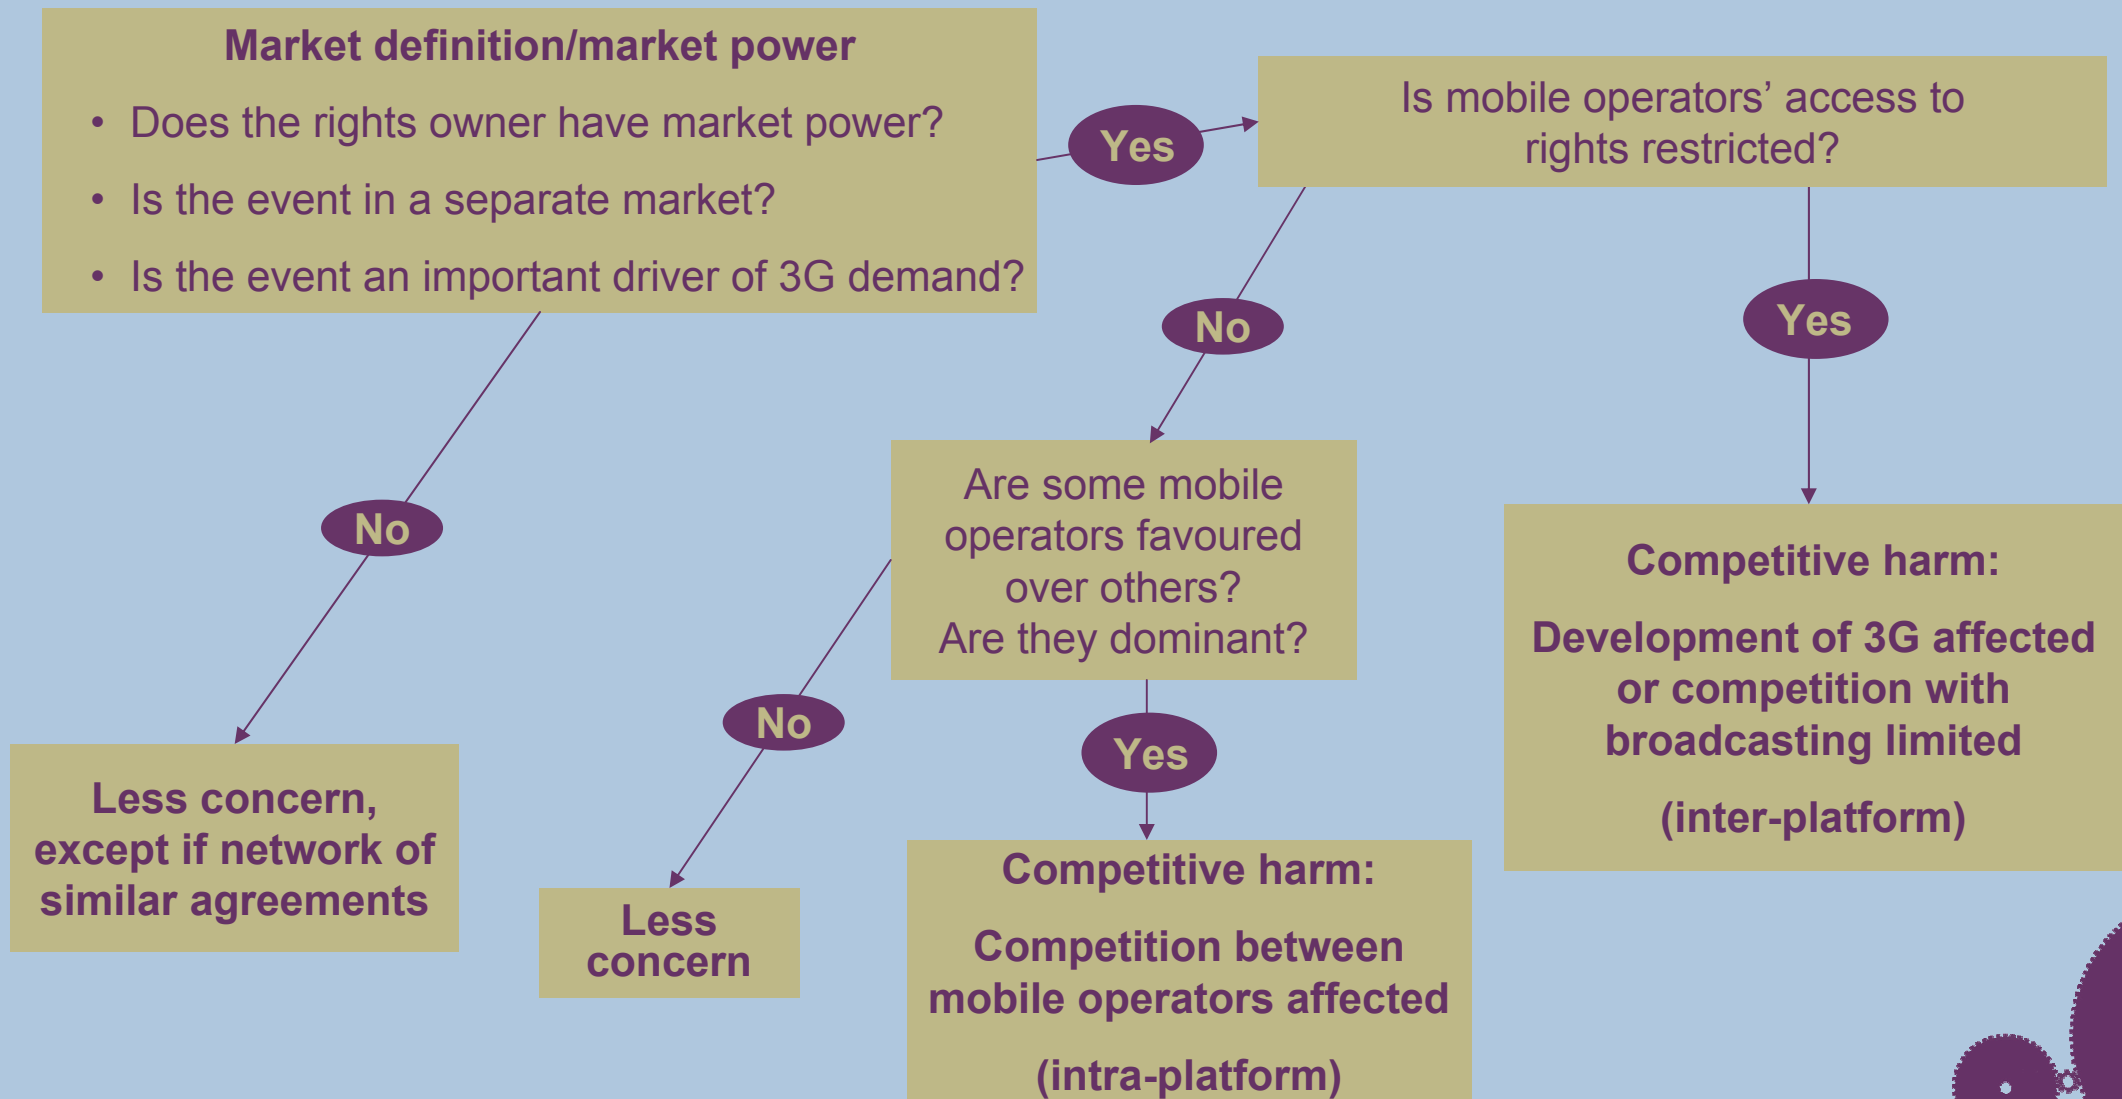 Market definition/market power
• Does the rights owner have market power?
• Is the event in a separate market?
• Is the event an important driver of 3G demand?
Yes
Is mobile operators’ access to
rights restricted?
No
Yes
No
Are some mobile
operators favoured
over others?
Are they dominant?
No
Yes
Competitive harm:
Development of 3G affected
or competition with
broadcasting limited
(inter-platform)
Less concern,
except if network of
similar agreements
Less
concern
Competitive harm:
Competition between
mobile operators affected
(intra-platform)